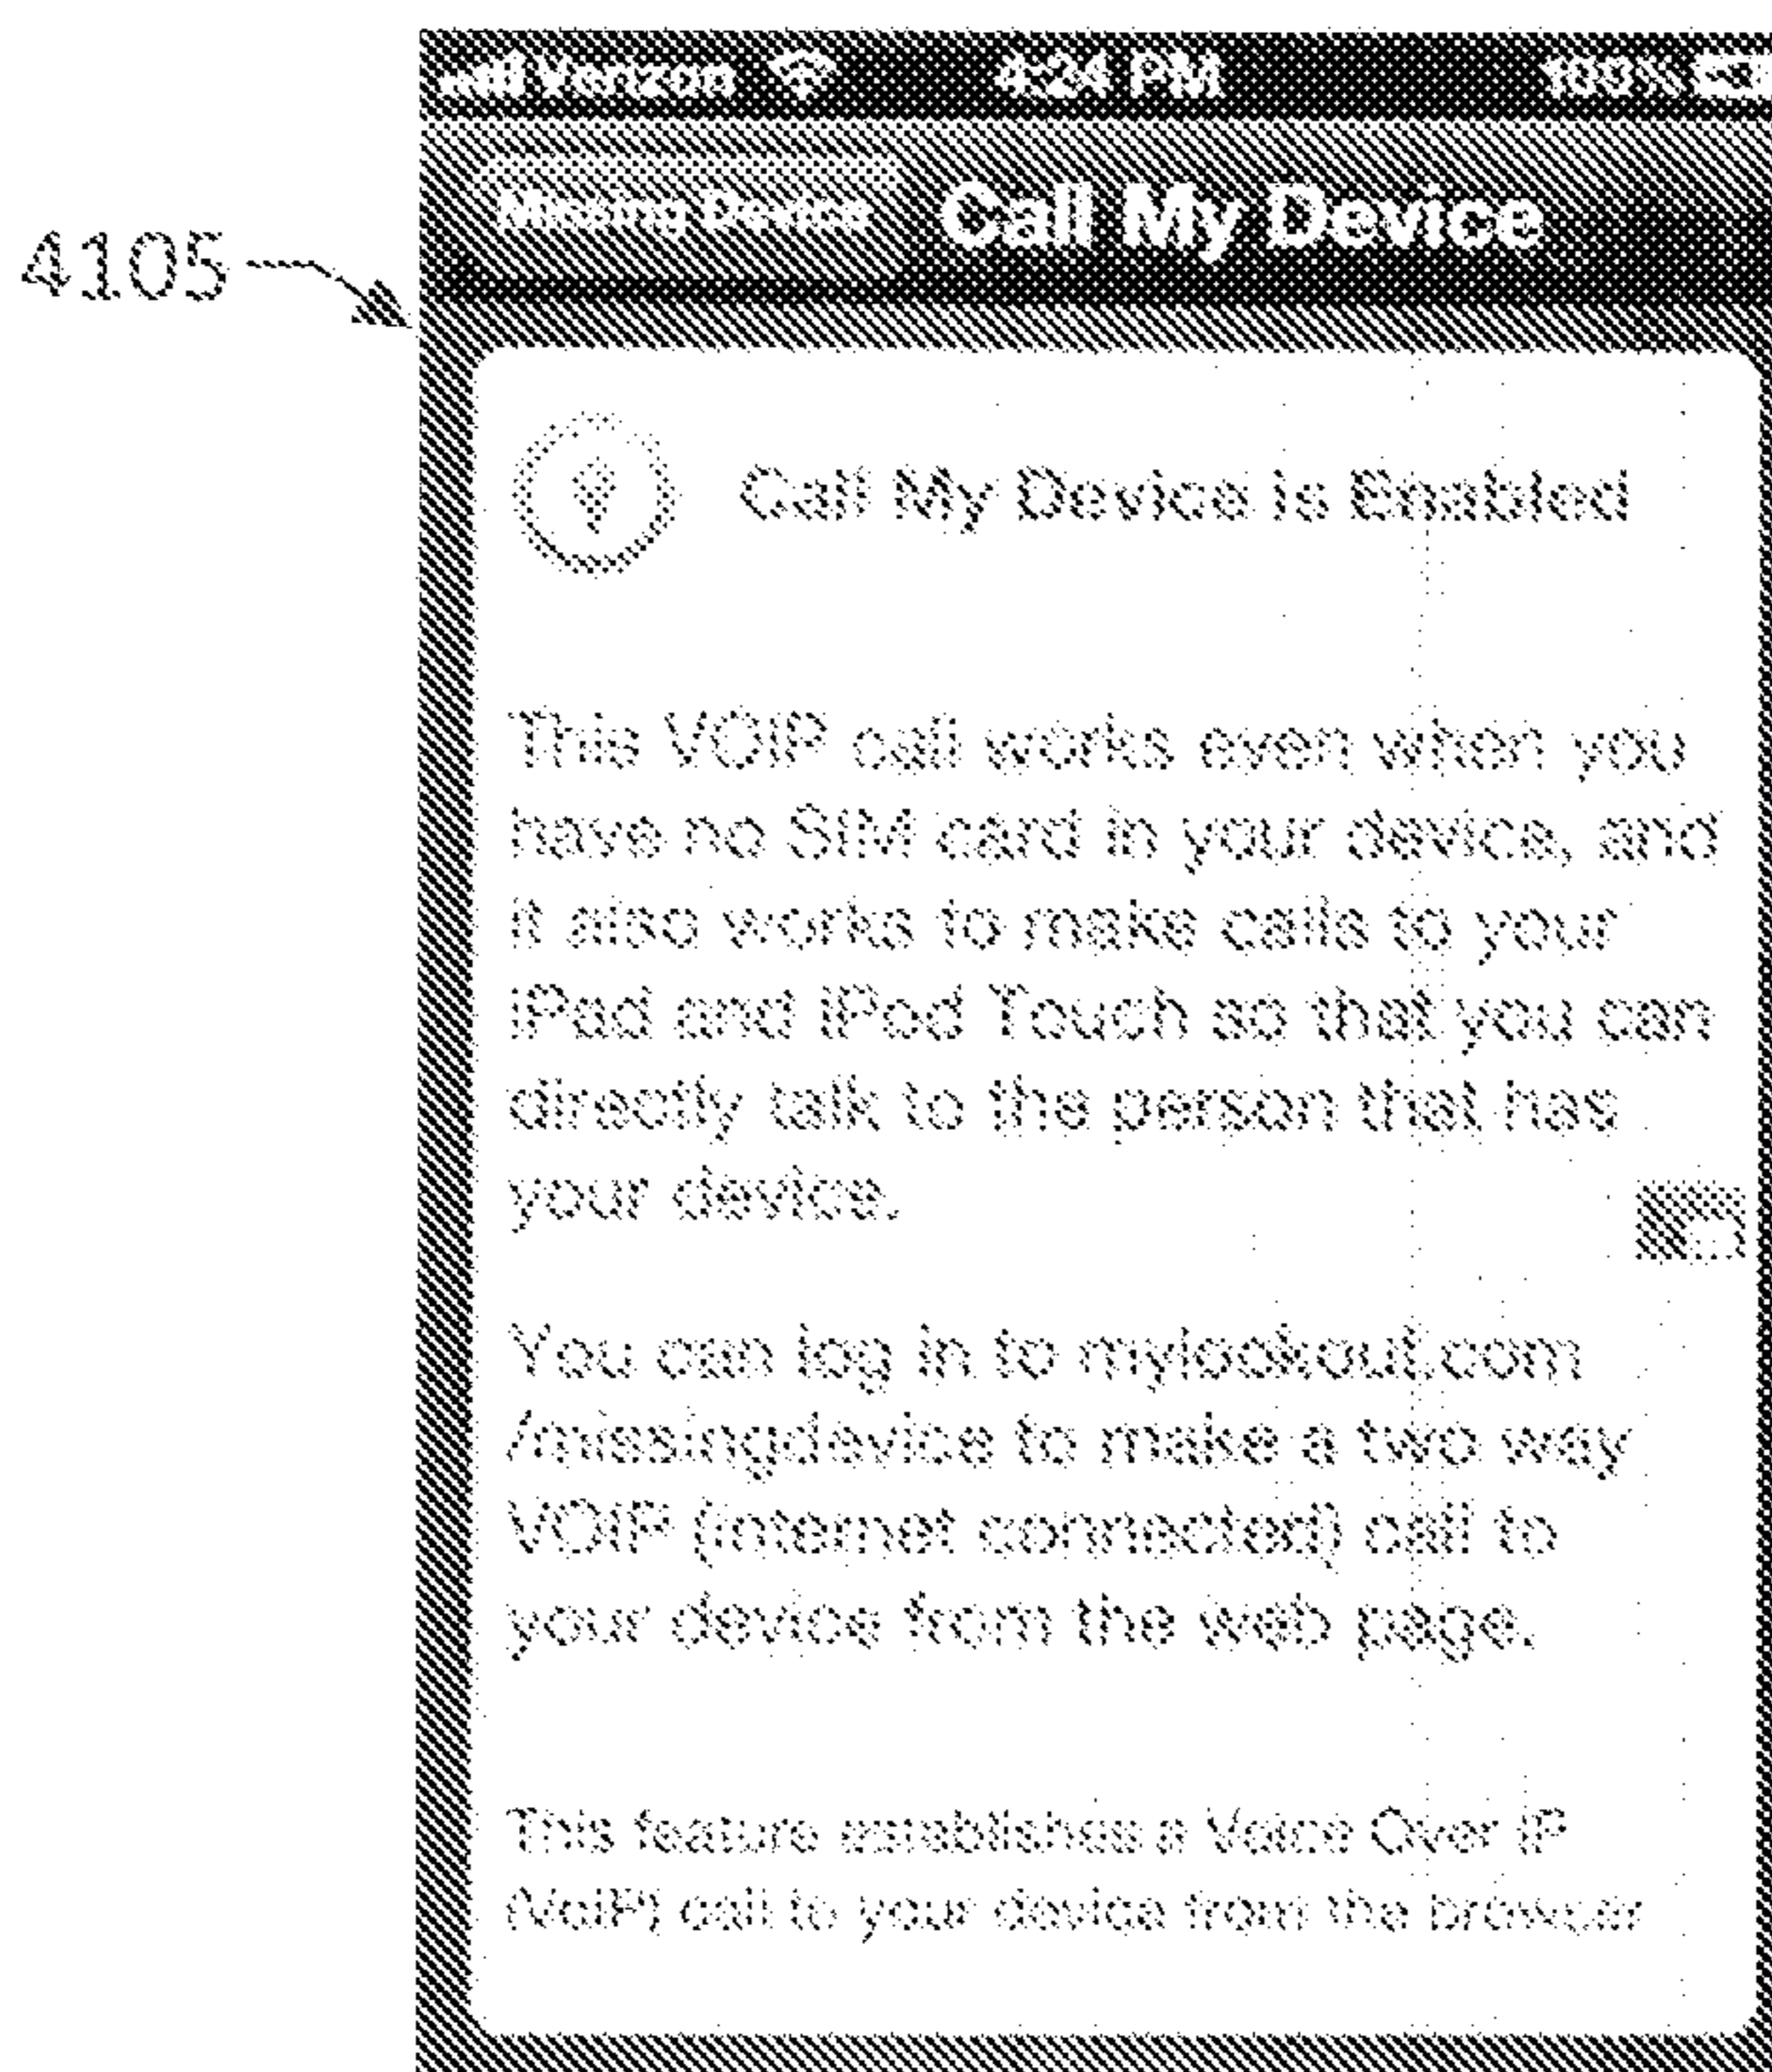 Verizon 4:24 PM 100%
Missing Device Call My Device
4105
Call My Device is Enabled
This VOIP call works even when you
have no SIM card in your device, and
it also works to make calls to your
iPad and iPod Touch so that you can
directly talk to the person that has
your device.
You can log in to mylookout.com
/missingdevice to make a two way
VOIP (internet connected) call to
your device from the web page.
This feature establishes a Voice Over IP
(VoIP) call to your device from the browser